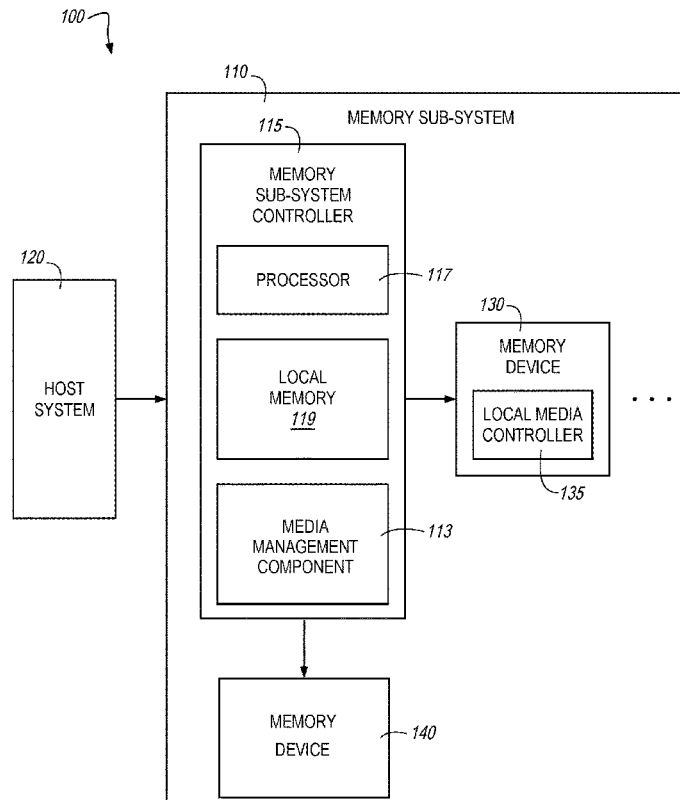 100
110
MEMORY SUB-SYSTEM
115
MEMORY
SUB-SYSTEM
CONTROLLER
120
PROCESSOR
117
130
HOST
SYSTEM
LOCAL
MEMORY
119
MEMORY
DEVICE
LOCAL MEDIA
CONTROLLER
135
. . .
MEDIA
MANAGEMENT
COMPONENT
113
MEMORY
DEVICE
140